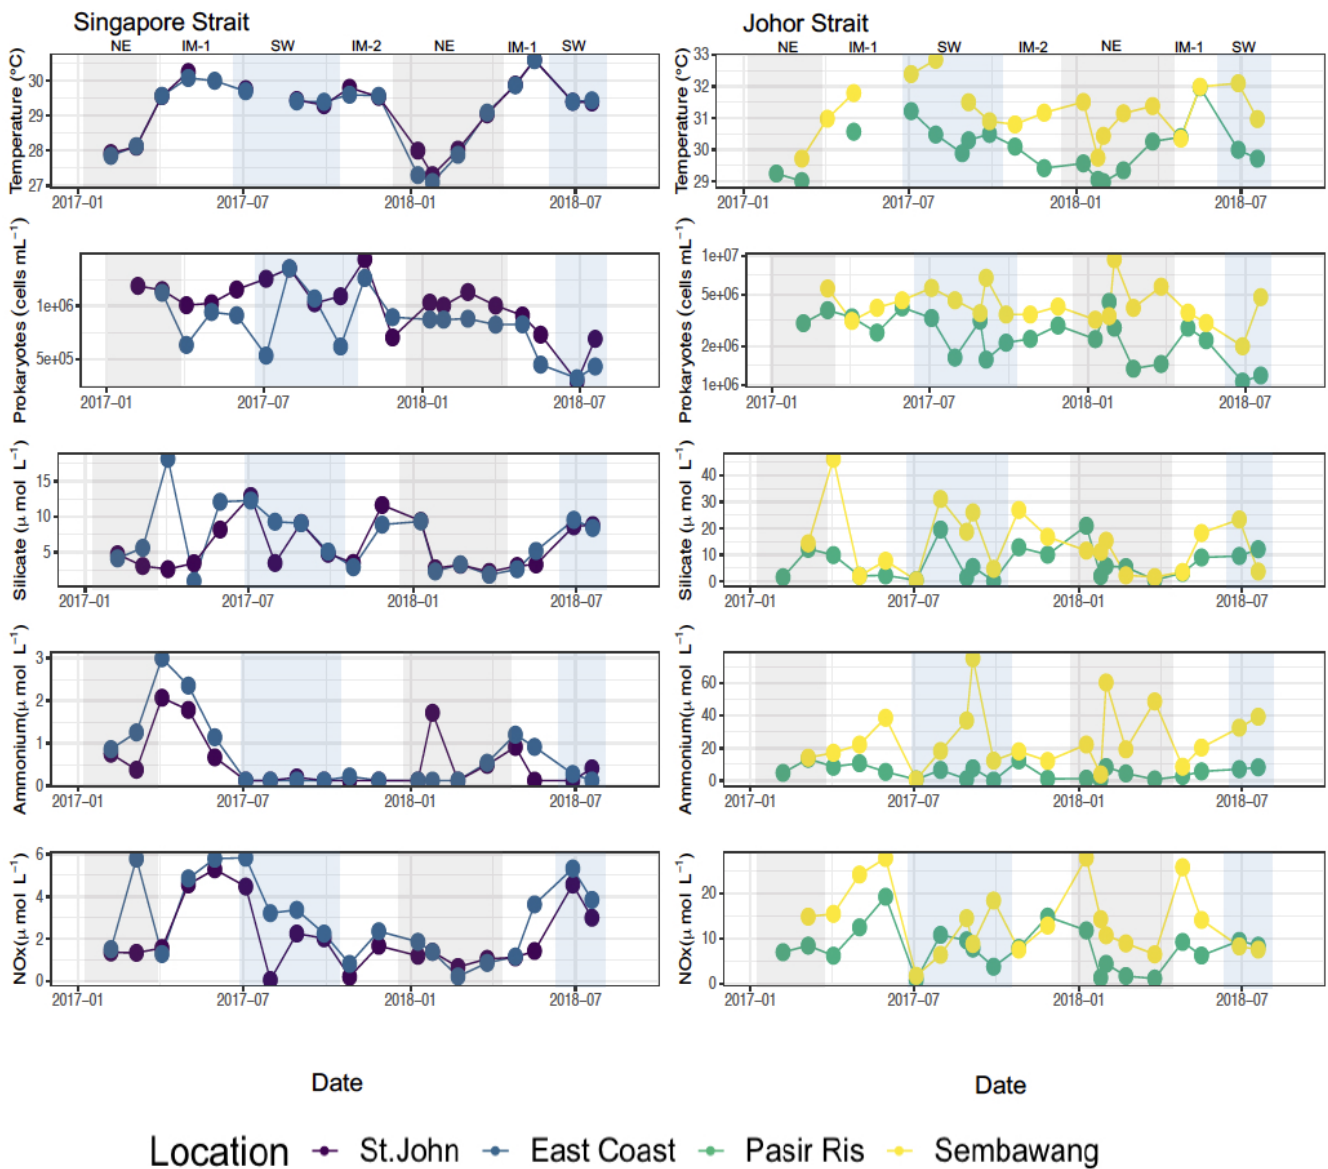 Singapore Strait
NE IM-1 SW IM-2 NE IM-1 SW
Temperature (°C)
30
29
28
27
2017–01 2017–07 2018–01 2018–07
Prokaryotes (cells mL⁻¹)
1e+06
5e+05
2017–01 2017–07 2018–01 2018–07
Silicate (μ mol L⁻¹)
15
10
5
2017–01 2017–07 2018–01 2018–07
Ammonium(μ mol L⁻¹)
3
2
1
0
2017–01 2017–07 2018–01 2018–07
NOx(μ mol L⁻¹)
6
4
2
0
2017–01 2017–07 2018–01 2018–07
Date
Johor Strait
NE IM-1 SW IM-2 NE IM-1 SW
Temperature (°C)
33
32
31
30
29
2017–01 2017–07 2018–01 2018–07
Prokaryotes (cells mL⁻¹)
1e+07
5e+06
2e+06
1e+06
2017–01 2017–07 2018–01 2018–07
Silicate (μ mol L⁻¹)
40
30
20
10
0
2017–01 2017–07 2018–01 2018–07
Ammonium(μ mol L⁻¹)
60
40
20
0
2017–01 2017–07 2018–01 2018–07
NOx(μ mol L⁻¹)
20
10
0
2017–01 2017–07 2018–01 2018–07
Date
Location St.John East Coast Pasir Ris Sembawang